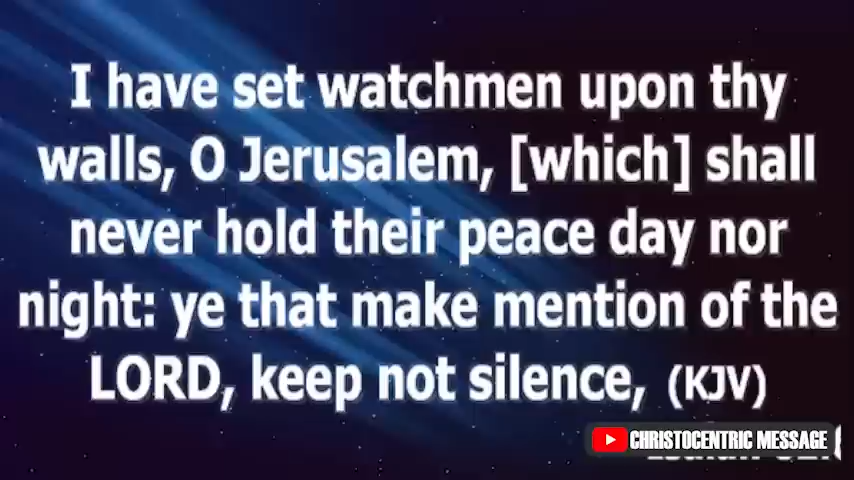 I have set watchmen upon thy
walls, O Jerusalem, [which] shall
never hold their peace day nor
night: ye that make mention of the
LORD, keep not silence, (KJV)
CHRISTOCENTRIC MESSAGE